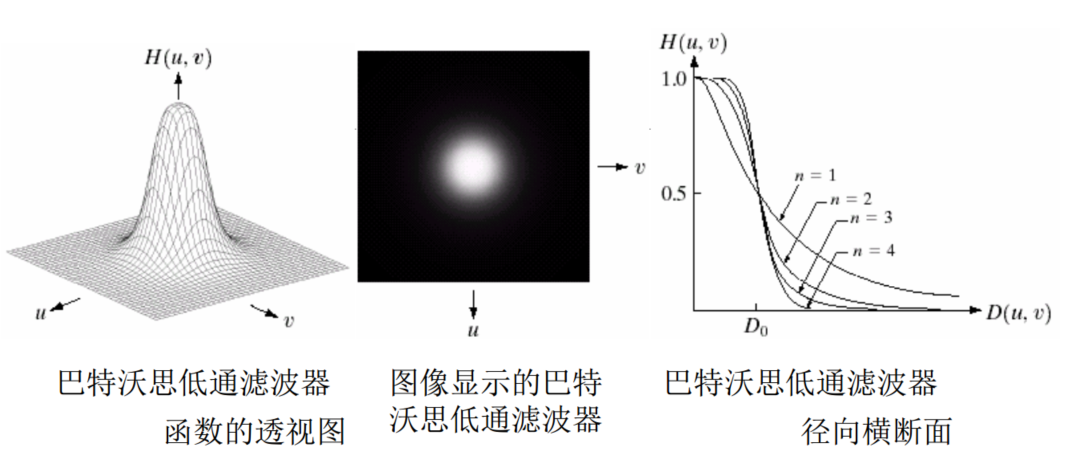 H(u, v)
u
v
v
u
H(u, v)
1.0
0.5
n = 1
n = 2
n = 3
n = 4
D₀
D(u, v)
巴特沃思低通滤波器
函数的透视图
图像显示的巴特
沃思低通滤波器
巴特沃思低通滤波器
径向横断面